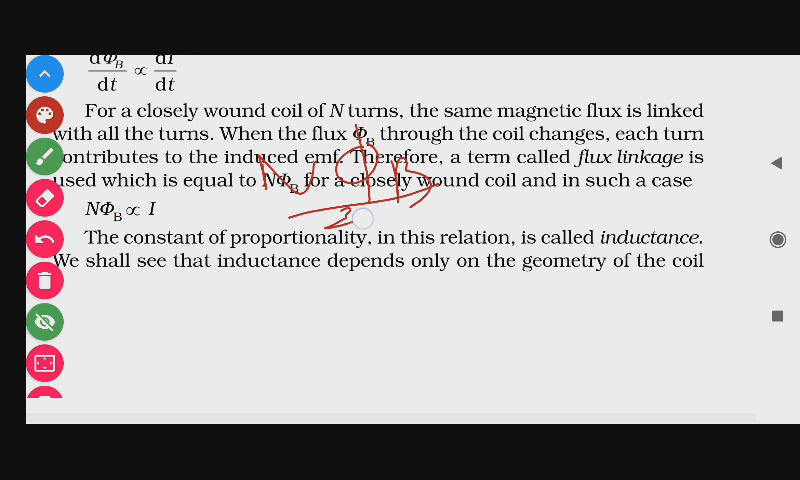 dΦB/dt ∝ dI/dt
For a closely wound coil of N turns, the same magnetic flux is linked
with all the turns. When the flux ΦB through the coil changes, each turn
contributes to the induced emf. Therefore, a term called flux linkage is
used which is equal to NΦB for a closely wound coil and in such a case
NΦB ∝ I
The constant of proportionality, in this relation, is called inductance.
We shall see that inductance depends only on the geometry of the coil